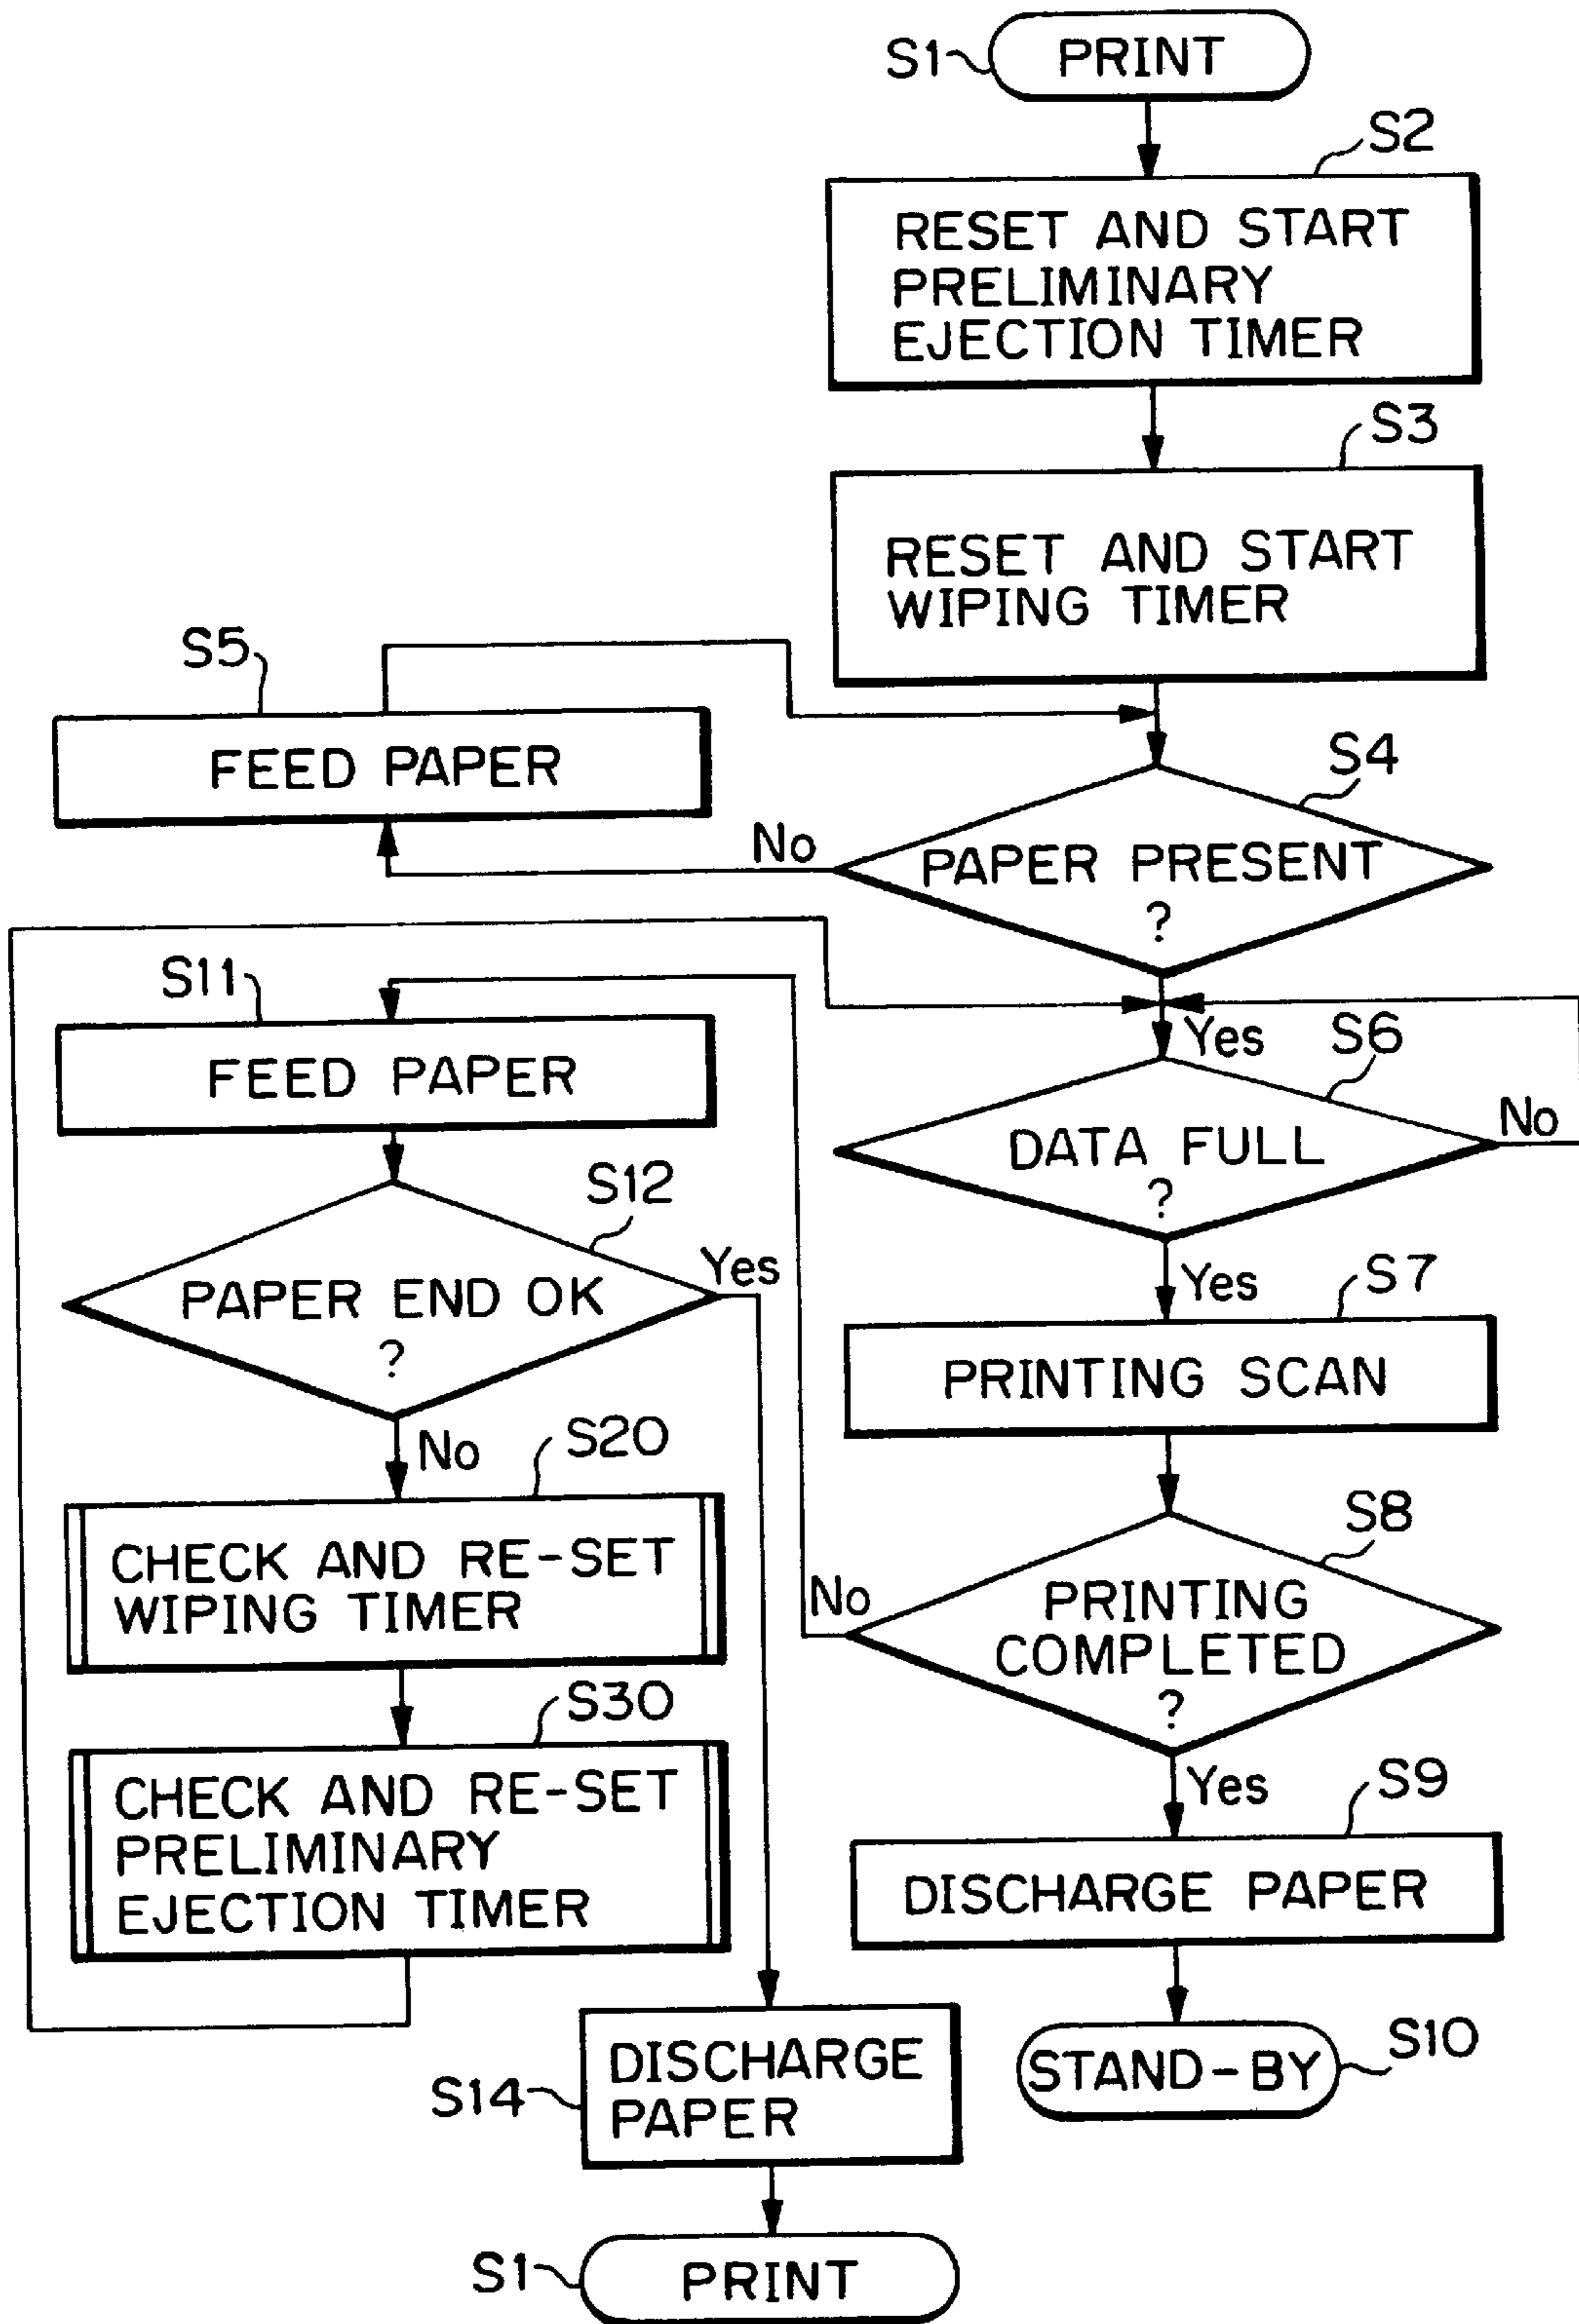 S1
PRINT
S2
RESET AND START
PRELIMINARY
EJECTION TIMER
S3
RESET AND START
WIPING TIMER
S5
FEED PAPER
S4
No
PAPER PRESENT
?
S11
FEED PAPER
Yes
S6
No
DATA FULL
?
S12
Yes
PAPER END OK
?
Yes
S7
PRINTING SCAN
No
S20
CHECK AND RE-SET
WIPING TIMER
S8
No
PRINTING
COMPLETED
?
S30
CHECK AND RE-SET
PRELIMINARY
EJECTION TIMER
Yes
S9
DISCHARGE PAPER
S14
DISCHARGE
PAPER
STAND-BY
S10
S1
PRINT